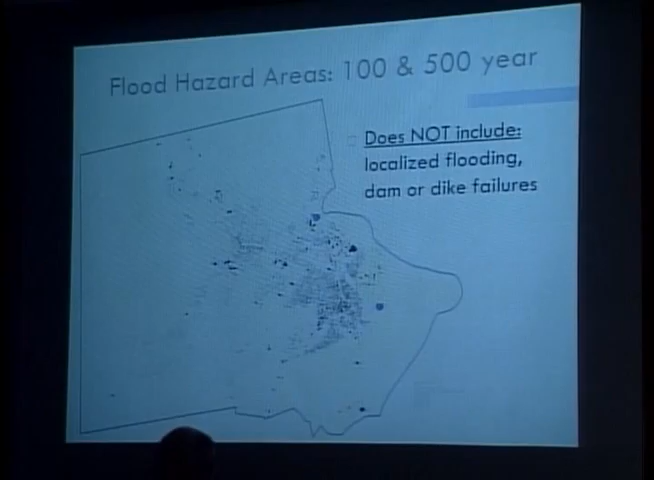 Flood Hazard Areas: 100 & 500 year
Does NOT include:
localized flooding,
dam or dike failures